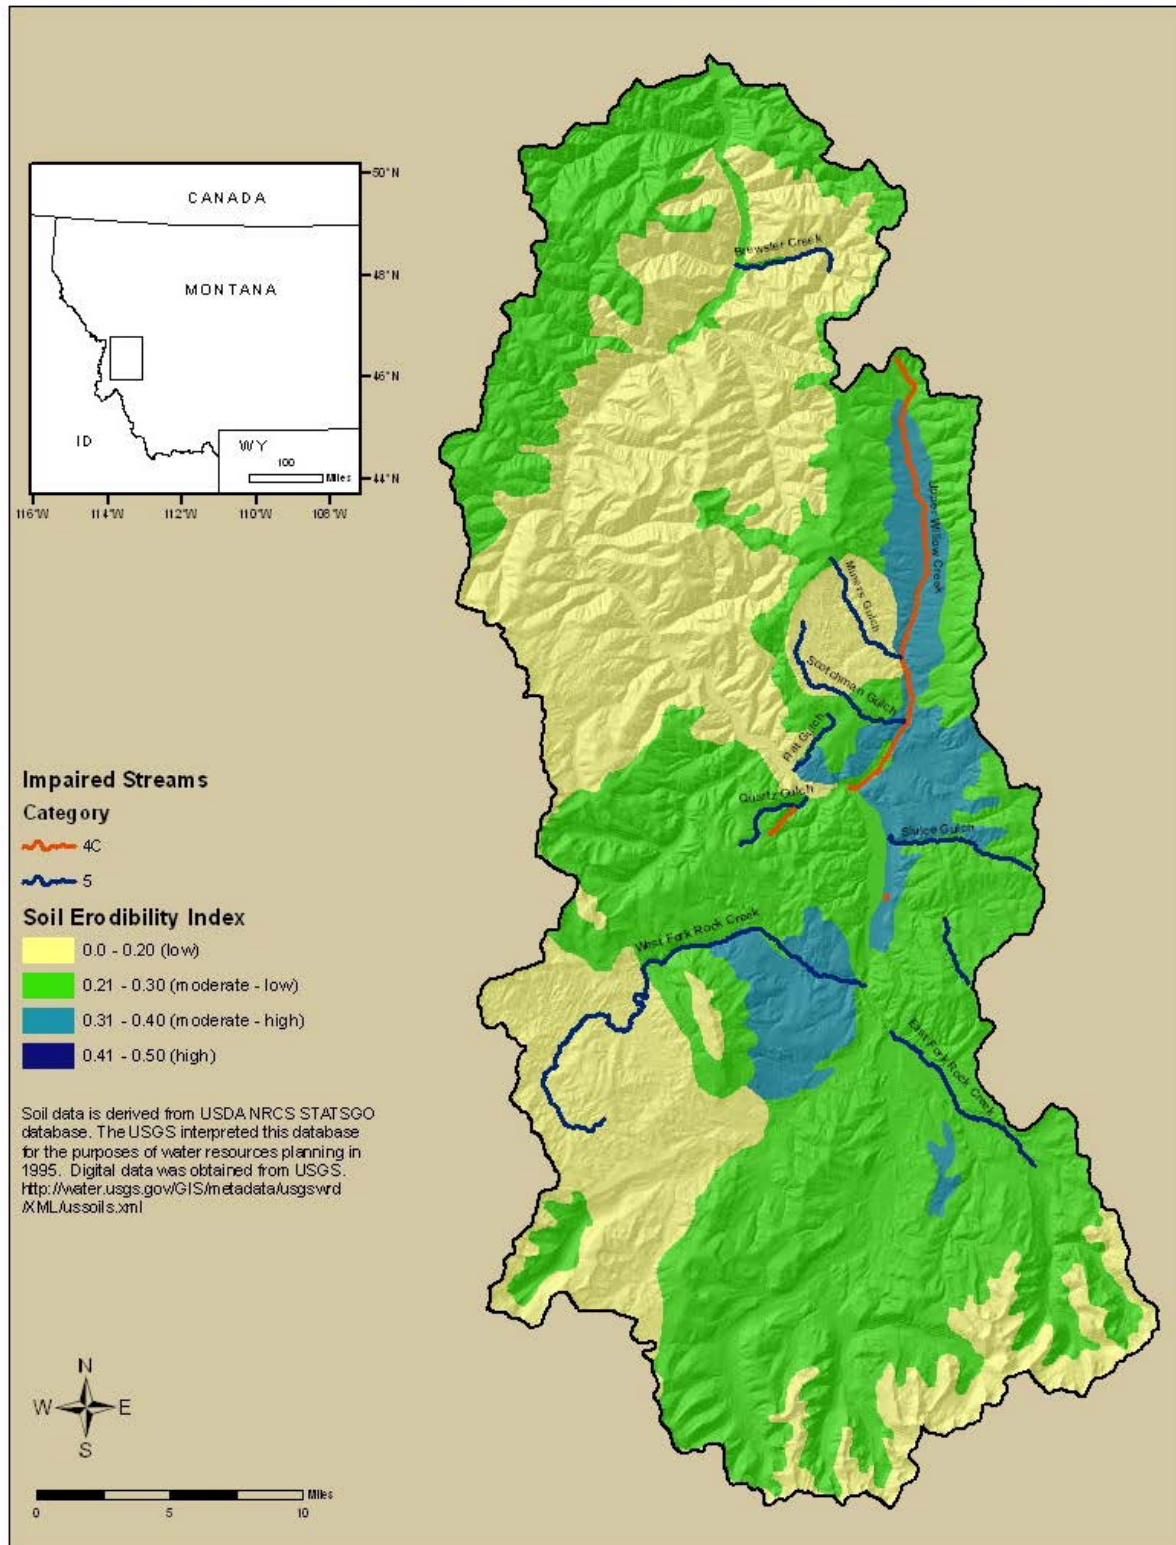 CANADA
MONTANA
ID
WY
100
Miles
50°N
48°N
46°N
44°N
116°W
114°W
112°W
110°W
108°W
Brewster Creek
Upper Willow Creek
Miners Gulch
Scotchman Gulch
Flat Gulch
Quartz Gulch
Sluice Gulch
West Fork Rock Creek
East Fork Rock Creek
Impaired Streams
Category
4C
5
Soil Erodibility Index
0.0 - 0.20 (low)
0.21 - 0.30 (moderate - low)
0.31 - 0.40 (moderate - high)
0.41 - 0.50 (high)
Soil data is derived from USDA NRCS STATSGO
database. The USGS interpreted this database
for the purposes of water resources planning in
1995. Digital data was obtained from USGS.
http://water.usgs.gov/GIS/metadata/usgswrd
/XML/ussoils.xml
N
W E
S
Miles
0 5 10